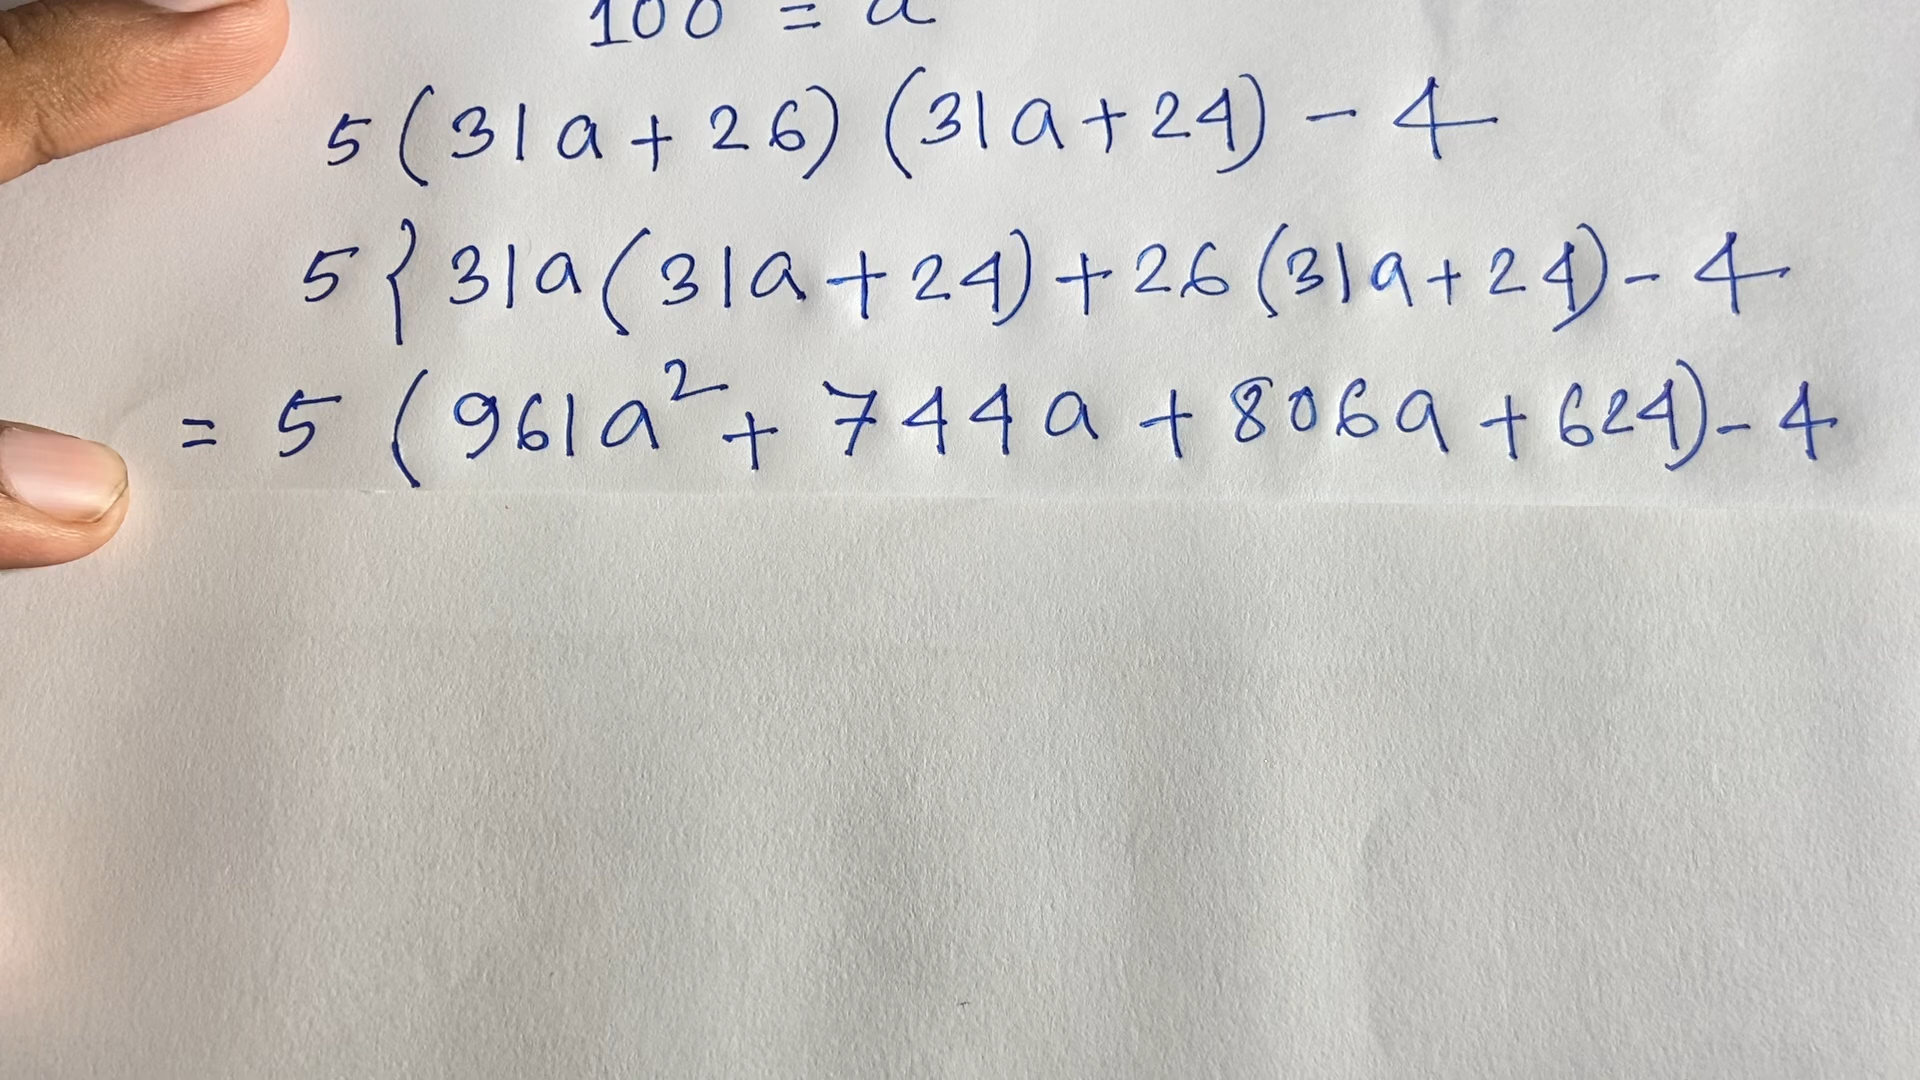 100 = a
5 (31a + 26) (31a + 24) - 4
5 { 31a (31a + 24) + 26 (31a + 24) - 4
= 5 (961a² + 744a + 806a + 624) - 4